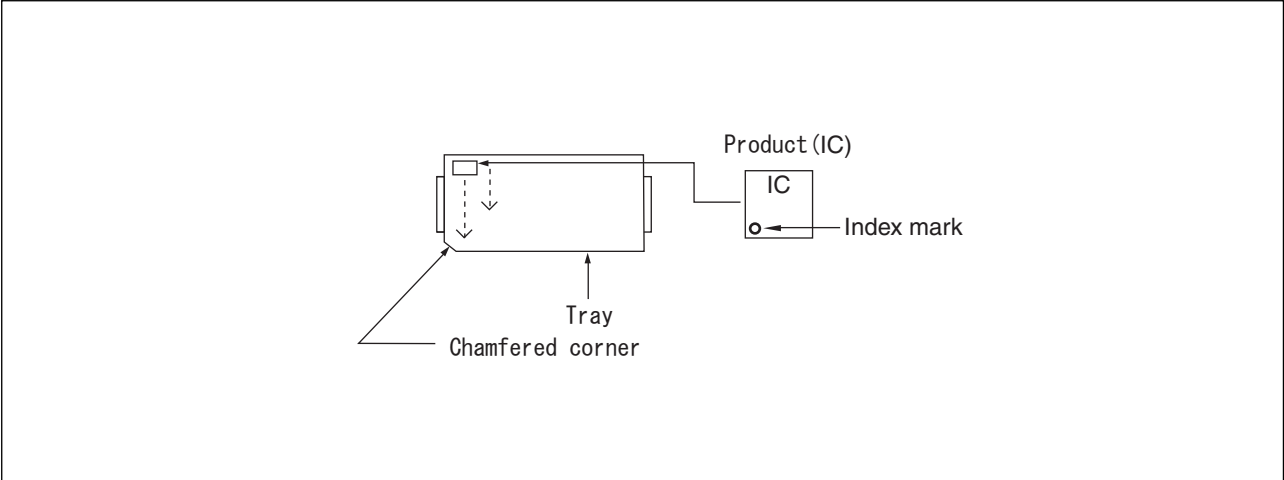 Product(IC)
IC
Index mark
Tray
Chamfered corner